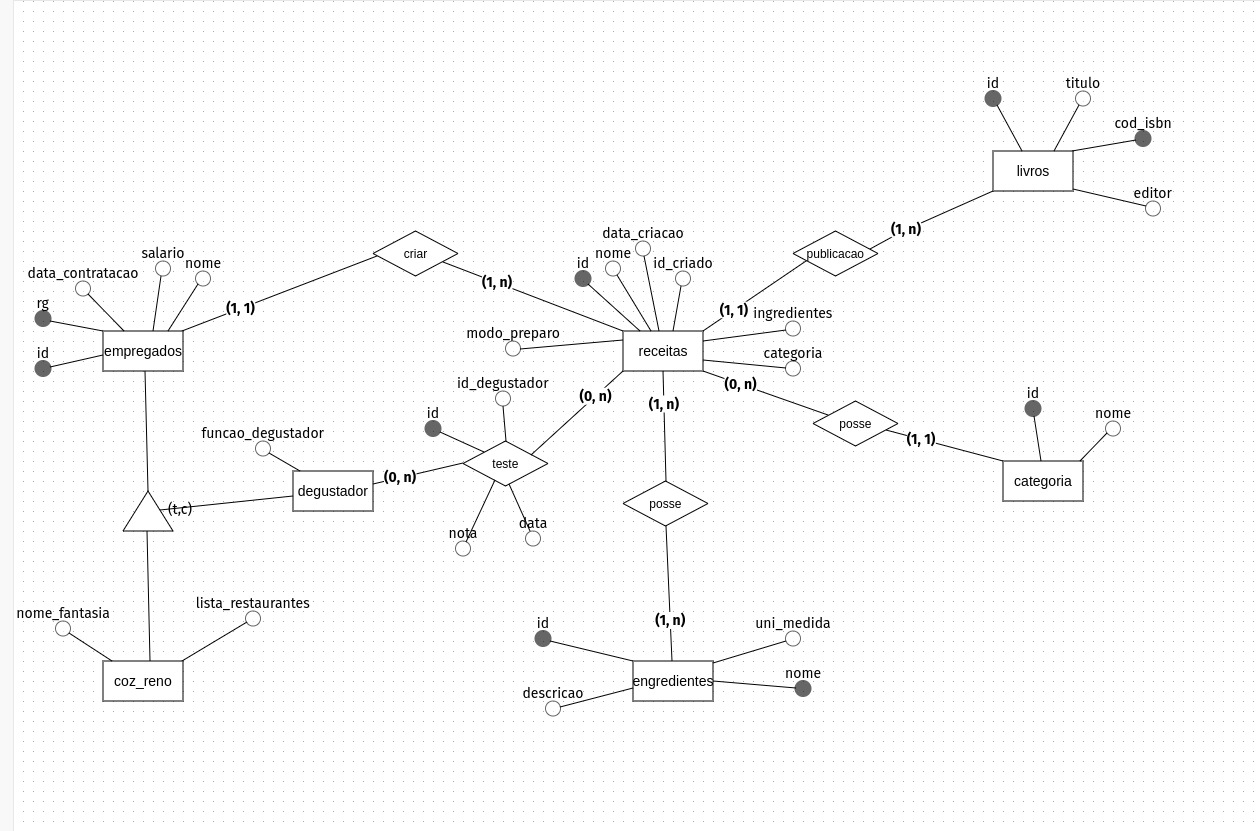 id
titulo
cod_isbn
livros
editor
(1, n)
publicacao
data_criacao
nome
id
id_criado
criar
salario
nome
data_contratacao
rg
(1, 1)
(1, n)
(1, 1)
ingredientes
modo_preparo
receitas
categoria
id
empregados
id_degustador
(0, n)
(1, n)
(0, n)
id
id
nome
funcao_degustador
posse
(1, 1)
teste
(0, n)
degustador
categoria
(t,c)
posse
nota
data
nome_fantasia
lista_restaurantes
(1, n)
id
uni_medida
coz_reno
engredientes
nome
descricao